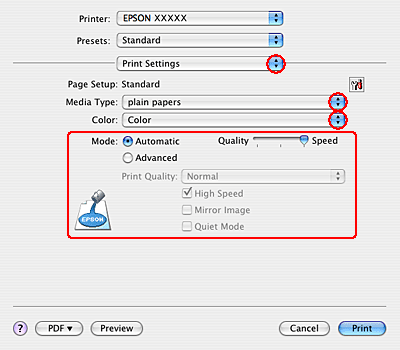 Printer: EPSON XXXXX
Presets: Standard
Print Settings
Page Setup: Standard
Media Type: plain papers
Color: Color
Mode: Automatic Quality Speed
Advanced
Print Quality: Normal
High Speed
Mirror Image
EPSON
Quiet Mode
? PDF ▼ Preview Cancel Print